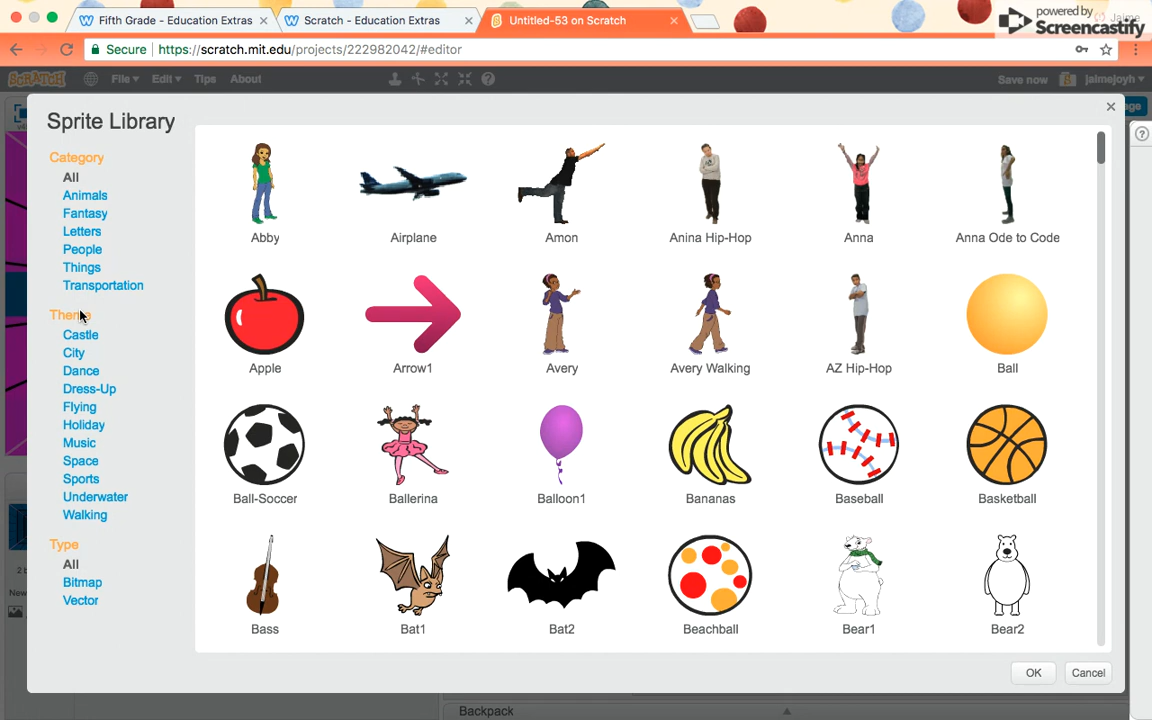 Fifth Grade - Education Extras
Scratch - Education Extras
Untitled-53 on Scratch
powered by
Screencastify
Secure https://scratch.mit.edu/projects/222982042/#editor
SCRATCH File Edit Tips About Save now jaimejoyh
Sprite Library
Category
All
Animals
Fantasy
Letters
People
Things
Transportation
Theme
Castle
City
Dance
Dress-Up
Flying
Holiday
Music
Space
Sports
Underwater
Walking
Type
All
Bitmap
Vector
Abby Airplane Amon Anina Hip-Hop Anna Anna Ode to Code
Apple Arrow1 Avery Avery Walking AZ Hip-Hop Ball
Ball-Soccer Ballerina Balloon1 Bananas Baseball Basketball
Bass Bat1 Bat2 Beachball Bear1 Bear2
OK Cancel
Backpack